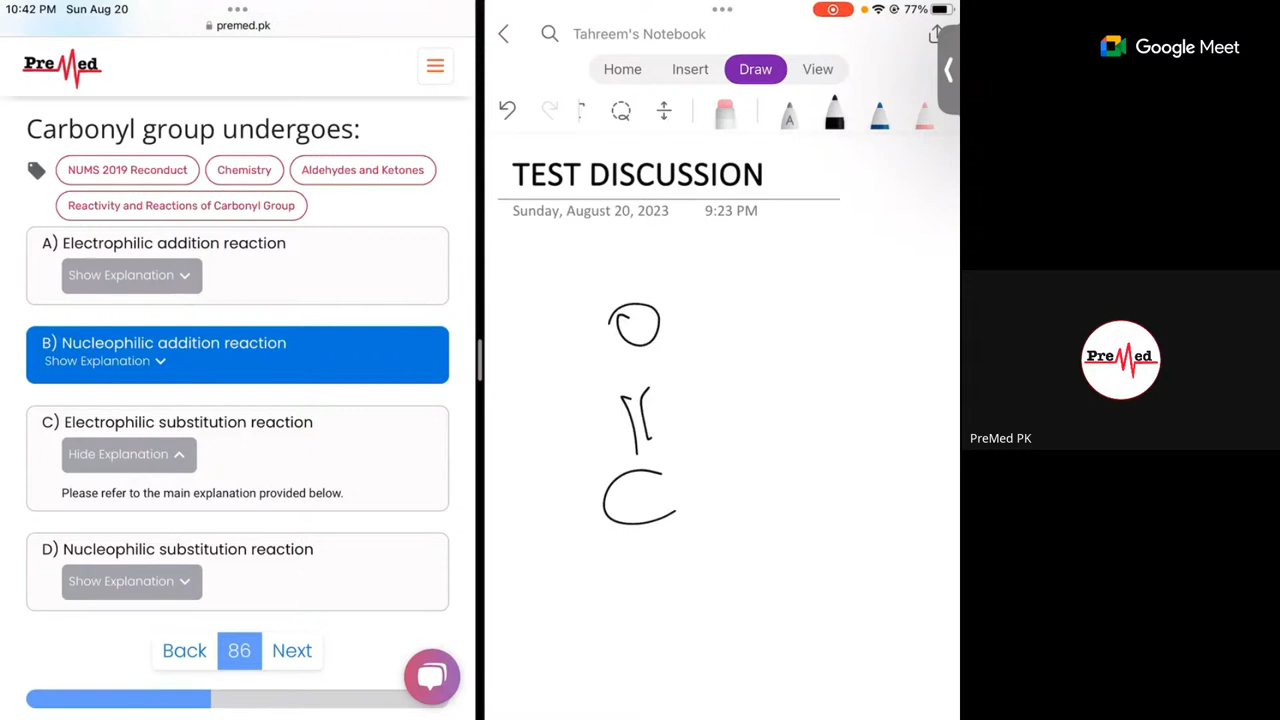 10:42 PM Sun Aug 20
premed.pk
PreMed
Carbonyl group undergoes:
NUMS 2019 Reconduct
Chemistry
Aldehydes and Ketones
Reactivity and Reactions of Carbonyl Group
A) Electrophilic addition reaction
Show Explanation
B) Nucleophilic addition reaction
Show Explanation
C) Electrophilic substitution reaction
Hide Explanation
Please refer to the main explanation provided below.
D) Nucleophilic substitution reaction
Show Explanation
Back 86 Next
77%
Tahreem's Notebook
Home Insert Draw View
A
TEST DISCUSSION
Sunday, August 20, 2023 9:23 PM
O
C
Google Meet
PreMed
PreMed PK